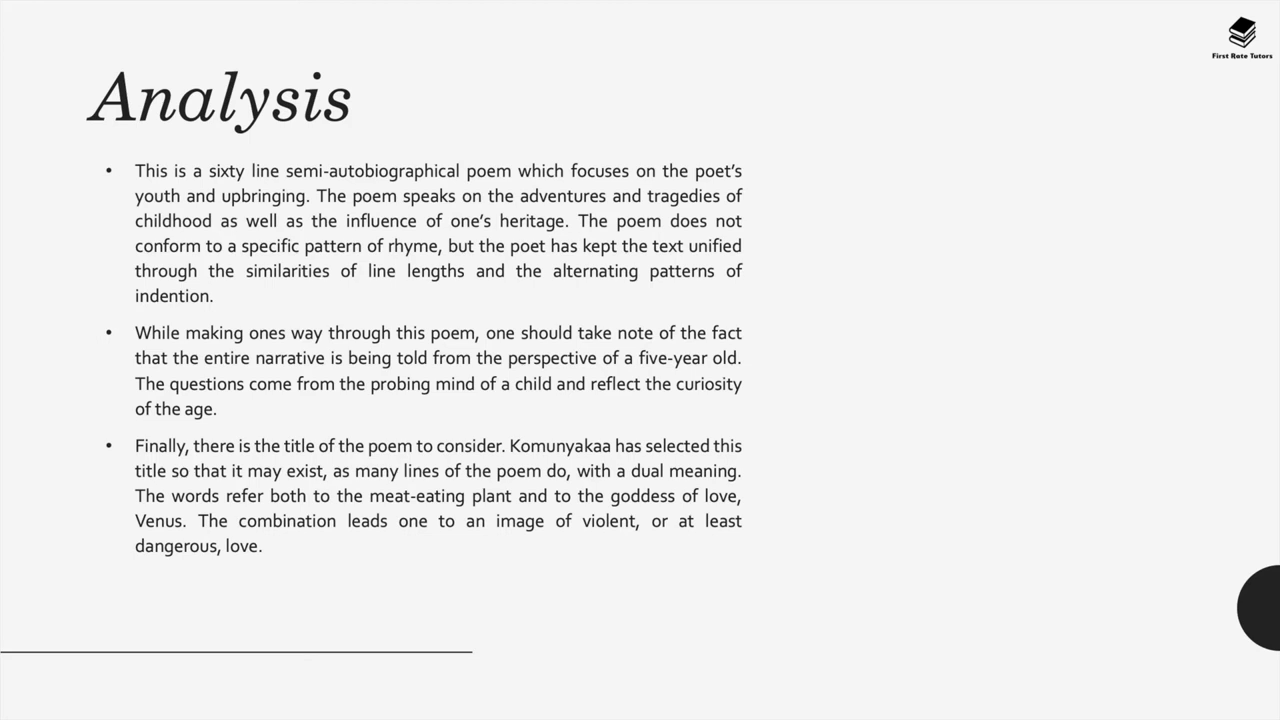 First Rate Tutors
Analysis
• This is a sixty line semi-autobiographical poem which focuses on the poet's
youth and upbringing. The poem speaks on the adventures and tragedies of
childhood as well as the influence of one's heritage. The poem does not
conform to a specific pattern of rhyme, but the poet has kept the text unified
through the similarities of line lengths and the alternating patterns of
indention.
• While making ones way through this poem, one should take note of the fact
that the entire narrative is being told from the perspective of a five-year old.
The questions come from the probing mind of a child and reflect the curiosity
of the age.
• Finally, there is the title of the poem to consider. Komunyakaa has selected this
title so that it may exist, as many lines of the poem do, with a dual meaning.
The words refer both to the meat-eating plant and to the goddess of love,
Venus. The combination leads one to an image of violent, or at least
dangerous, love.